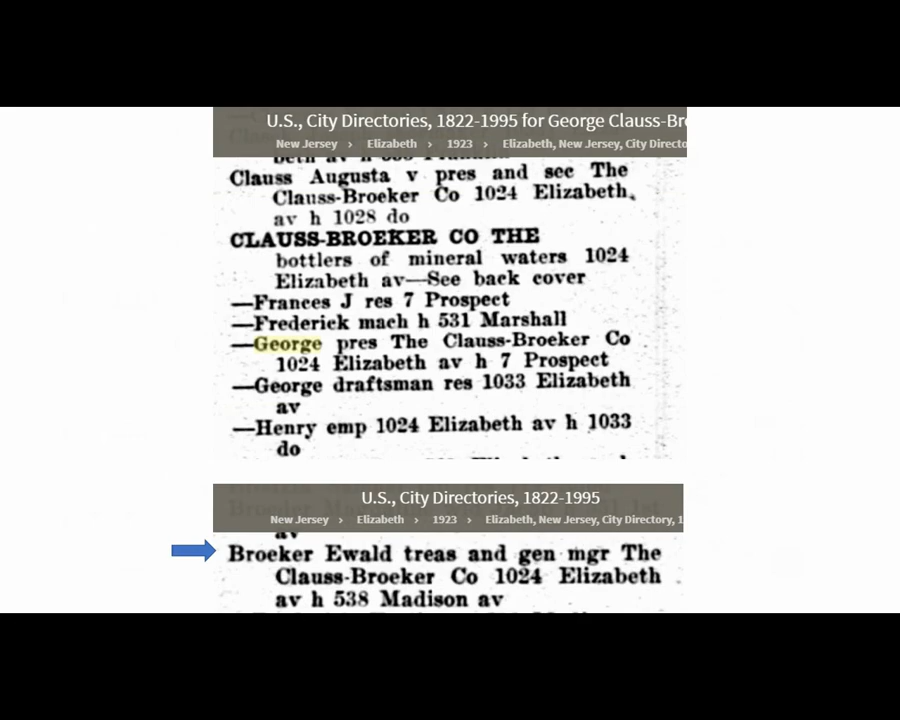 U.S., City Directories, 1822-1995 for George Clauss-Br
New Jersey › Elizabeth › 1923 › Elizabeth, New Jersey, City Directo
Clauss Augusta v pres and sec The
Clauss-Broeker Co 1024 Elizabeth
av h 1028 do
CLAUSS-BROEKER CO THE
bottlers of mineral waters 1024
Elizabeth av—See back cover
—Frances J res 7 Prospect
—Frederick mach h 531 Marshall
—George pres The Clauss-Broeker Co
1024 Elizabeth av h 7 Prospect
—George draftsman res 1033 Elizabeth
av
—Henry emp 1024 Elizabeth av h 1033
do
U.S., City Directories, 1822-1995
New Jersey › Elizabeth › 1923 › Elizabeth, New Jersey, City Directory, 1
av
Broeker Ewald treas and gen mgr The
Clauss-Broeker Co 1024 Elizabeth
av h 538 Madison av